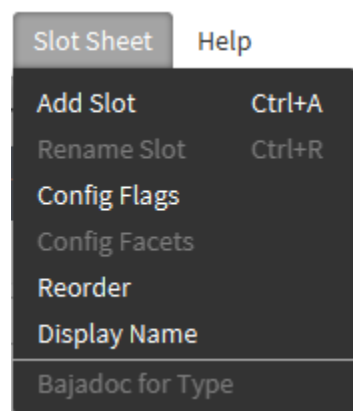 Slot Sheet Help
Add Slot Ctrl+A
Rename Slot Ctrl+R
Config Flags
Config Facets
Reorder
Display Name
Bajadoc for Type